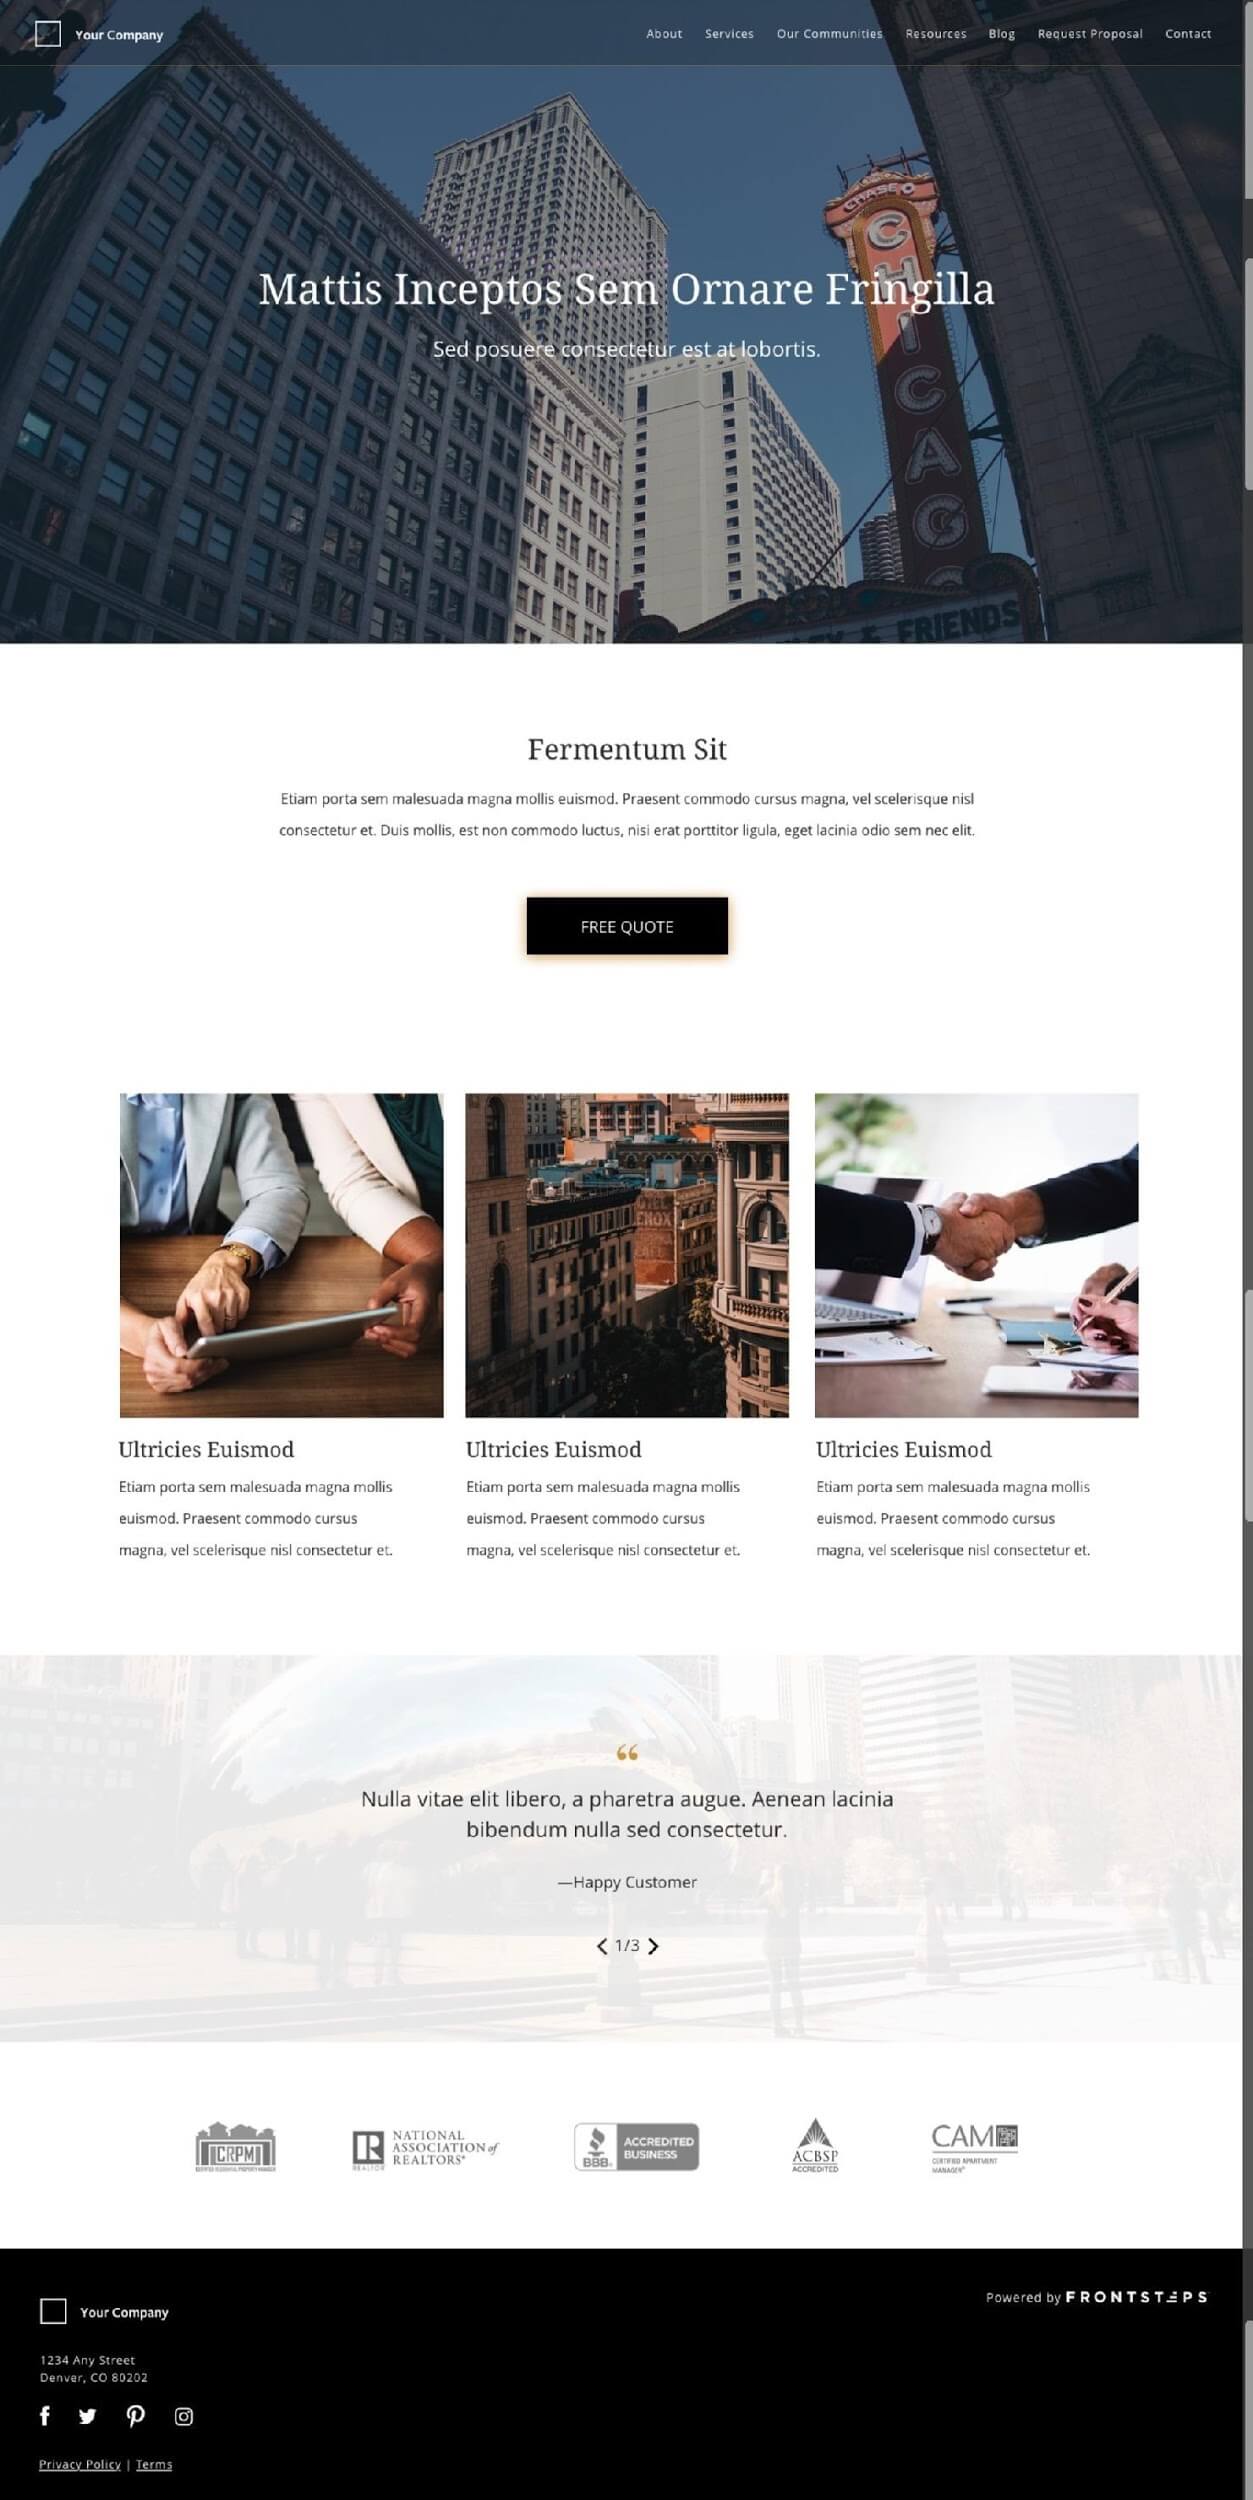 Your Company
About Services Our Communities Resources Blog Request Proposal Contact
CHASE
CHICAGO
Mattis Inceptos Sem Ornare Fringilla
Sed posuere consectetur est at lobortis.
& FRIENDS
Fermentum Sit
Etiam porta sem malesuada magna mollis euismod. Praesent commodo cursus magna, vel scelerisque nisl
consectetur et. Duis mollis, est non commodo luctus, nisi erat porttitor ligula, eget lacinia odio sem nec elit.
FREE QUOTE
Ultricies Euismod
Etiam porta sem malesuada magna mollis
euismod. Praesent commodo cursus
magna, vel scelerisque nisl consectetur et.
Ultricies Euismod
Etiam porta sem malesuada magna mollis
euismod. Praesent commodo cursus
magna, vel scelerisque nisl consectetur et.
Ultricies Euismod
Etiam porta sem malesuada magna mollis
euismod. Praesent commodo cursus
magna, vel scelerisque nisl consectetur et.
“
Nulla vitae elit libero, a pharetra augue. Aenean lacinia
bibendum nulla sed consectetur.
—Happy Customer
1/3
CRPM
CERTIFIED RESIDENTIAL PROPERTY MANAGER
R
REALTOR
NATIONAL
ASSOCIATION of
REALTORS®
BBB.
ACCREDITED
BUSINESS
ACBSP
ACCREDITED
CAM
CERTIFIED APARTMENT
MANAGER®
Your Company
Powered by FRONTSTEPS
1234 Any Street
Denver, CO 80202
Privacy Policy | Terms